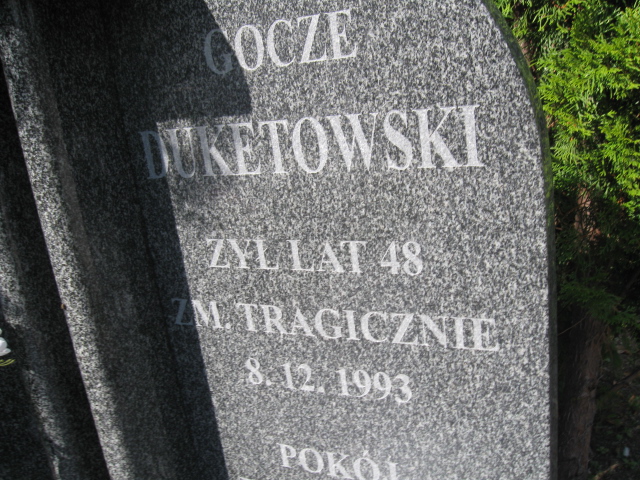 GOCZE
DUKETOWSKI
ŻYŁ LAT 48
ZM. TRAGICZNIE
8. 12. 1993
POKÓJ